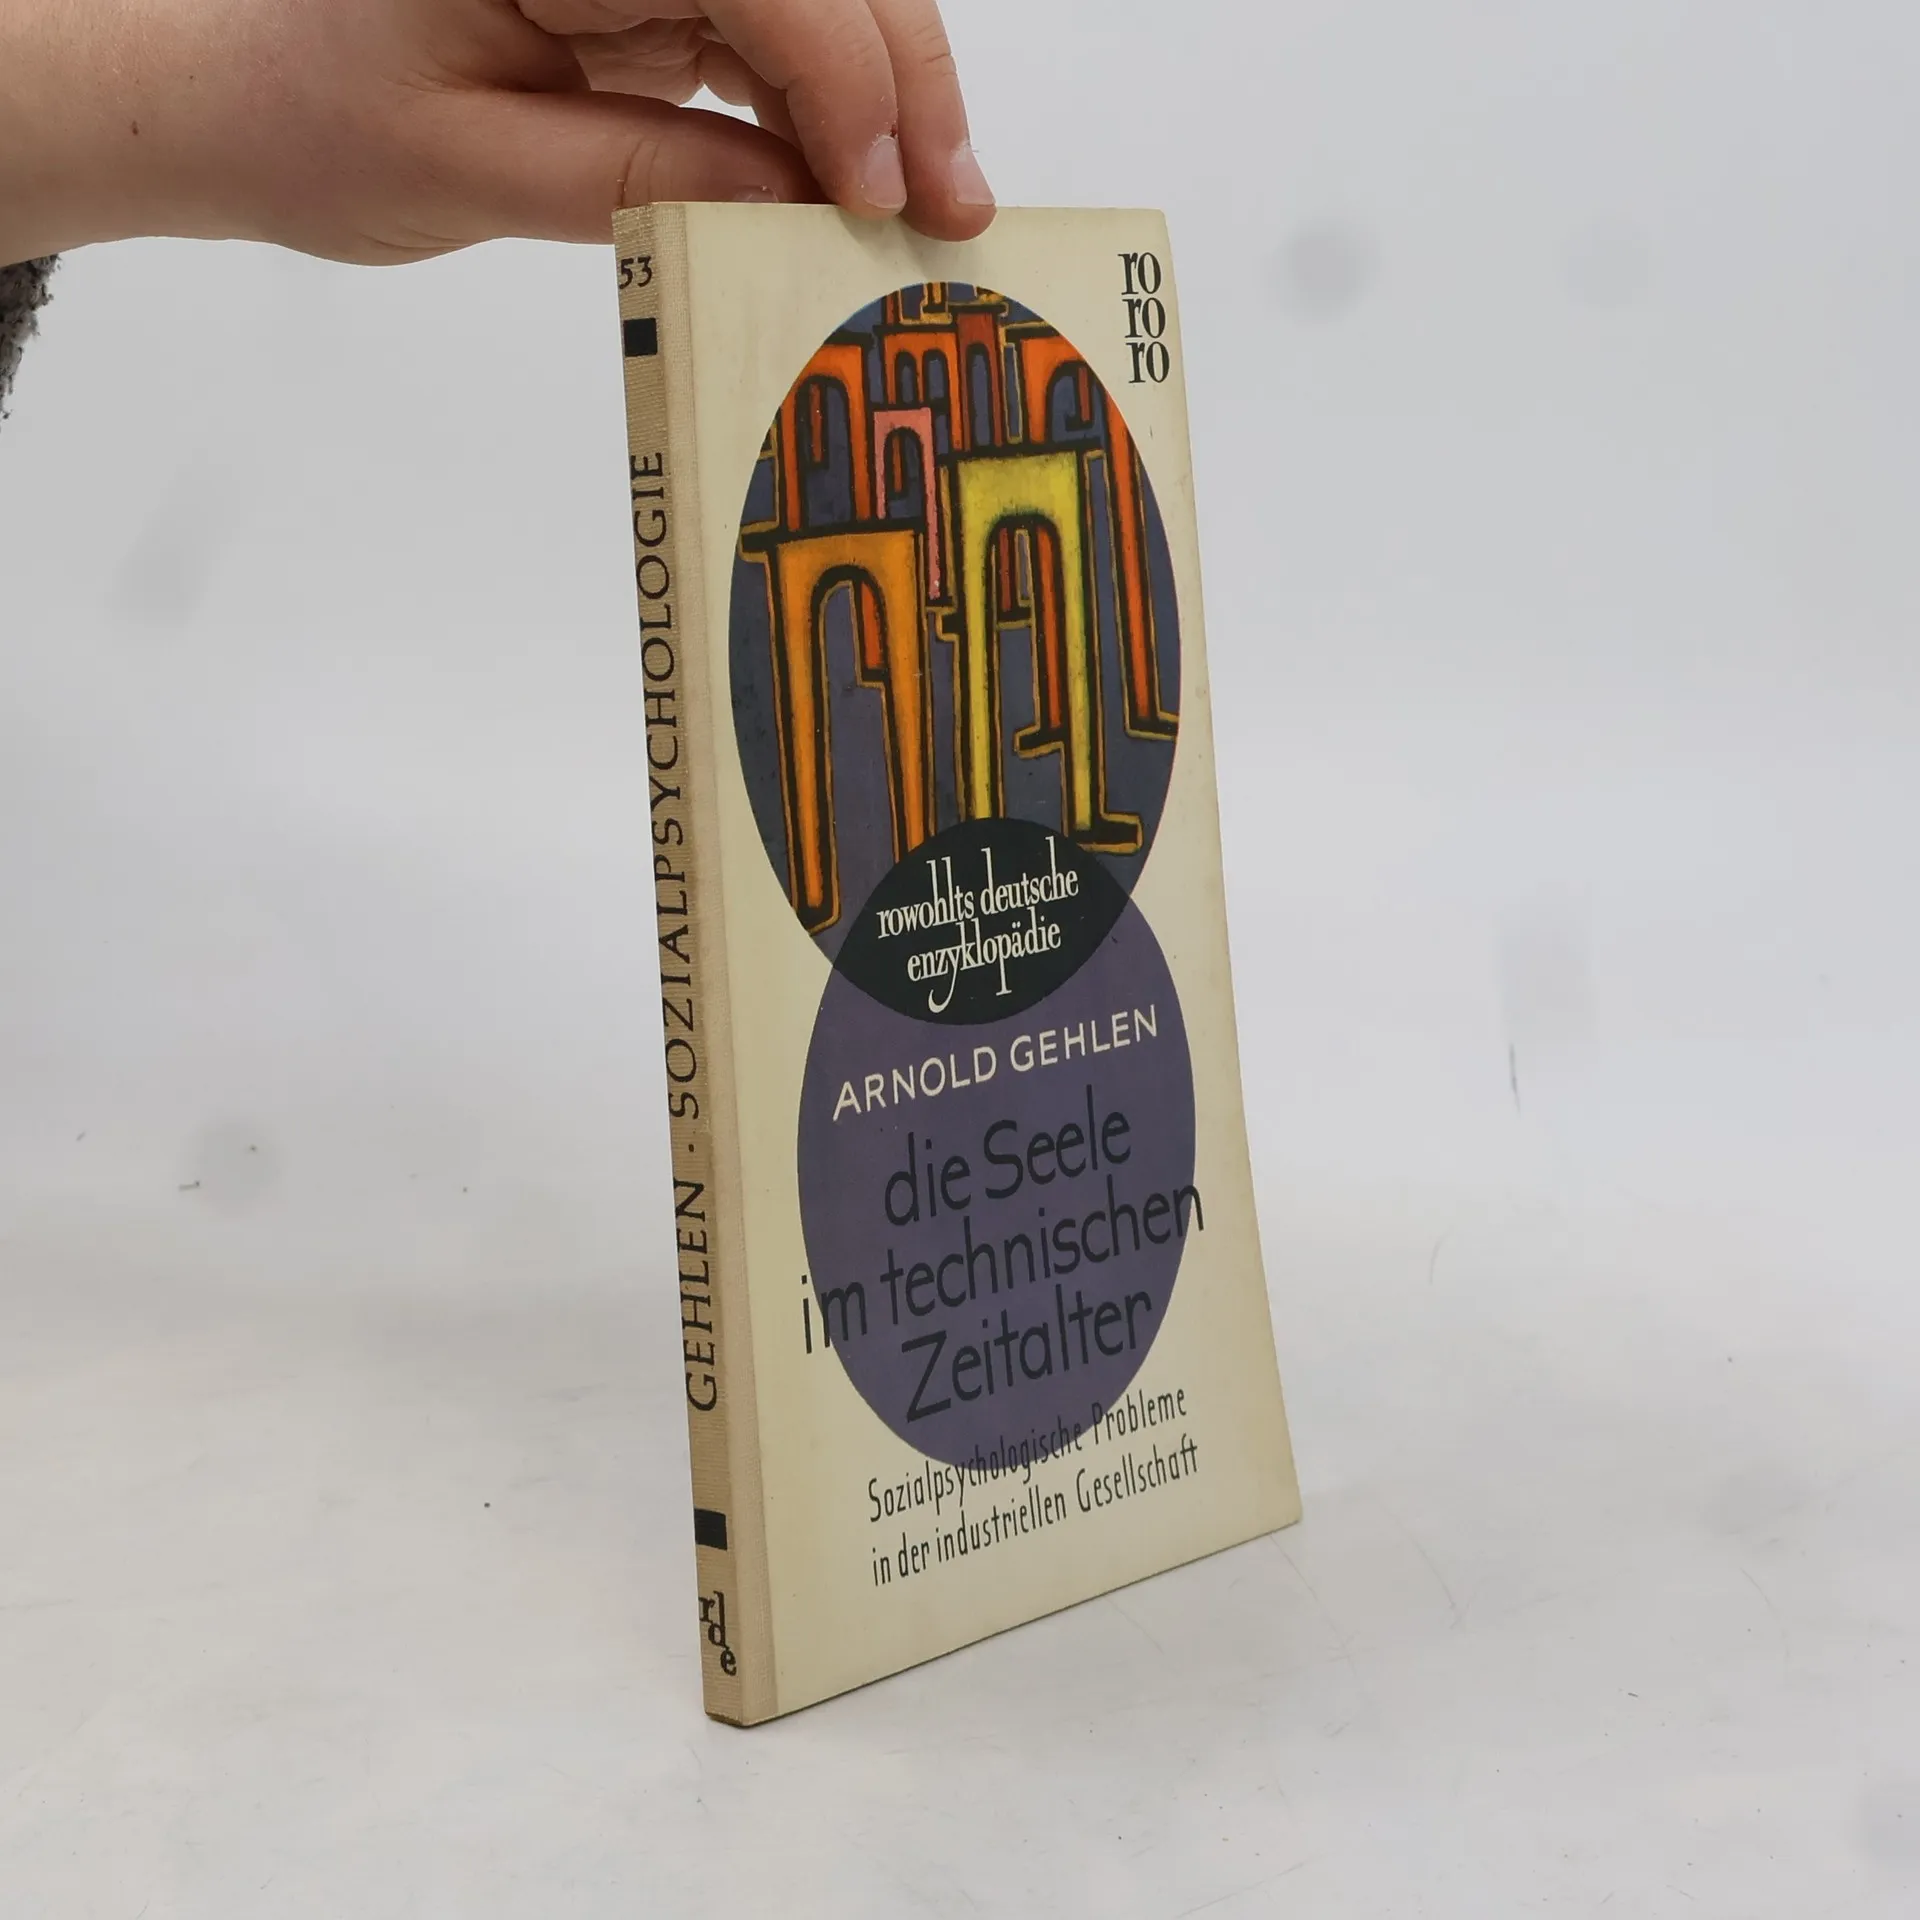 53
GEHLEN · SOZIALPSYCHOLOGIE
rde
ro
ro
ro
rowohlts deutsche
enzyklopädie
ARNOLD GEHLEN
die Seele
im technischen
Zeitalter
Sozialpsychologische Probleme
in der industriellen Gesellschaft